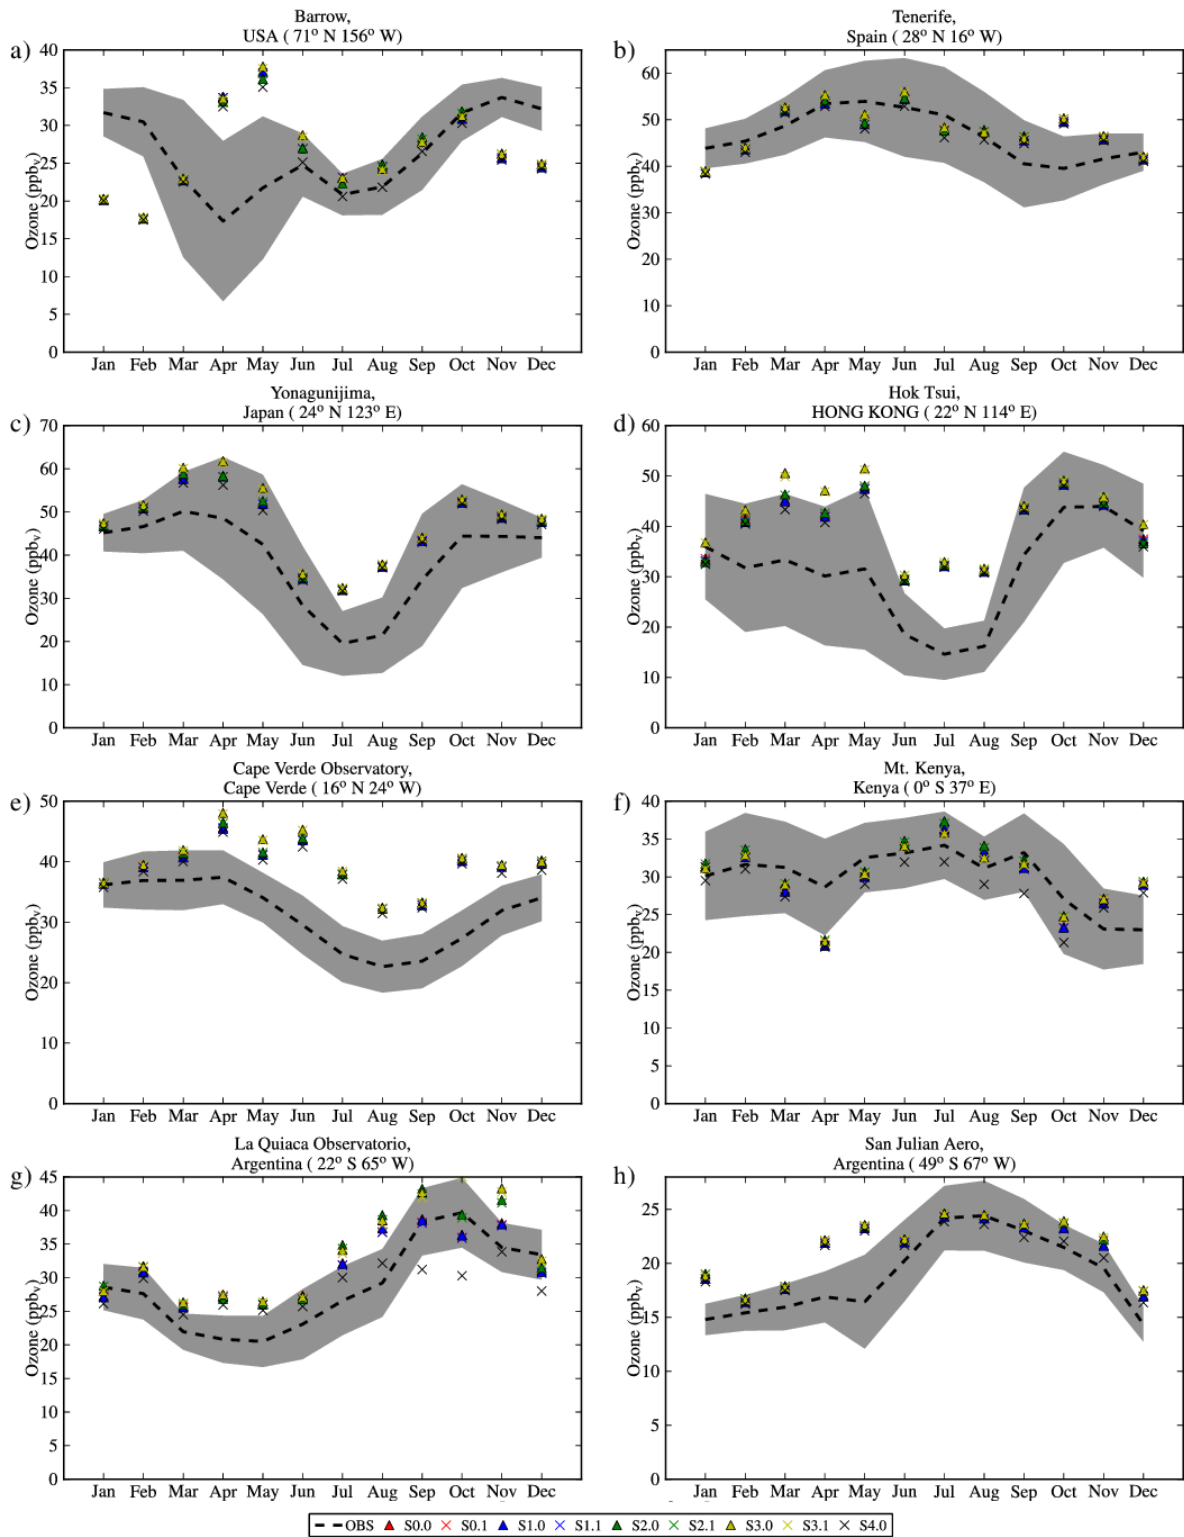 a)
Barrow,
USA ( 71° N 156° W)
Ozone (ppbv)
40
35
30
25
20
15
10
5
0
Jan Feb Mar Apr May Jun Jul Aug Sep Oct Nov Dec
b)
Tenerife,
Spain ( 28° N 16° W)
Ozone (ppbv)
60
50
40
30
20
10
0
Jan Feb Mar Apr May Jun Jul Aug Sep Oct Nov Dec
c)
Yonagunijima,
Japan ( 24° N 123° E)
Ozone (ppbv)
70
60
50
40
30
20
10
0
Jan Feb Mar Apr May Jun Jul Aug Sep Oct Nov Dec
d)
Hok Tsui,
HONG KONG ( 22° N 114° E)
Ozone (ppbv)
60
50
40
30
20
10
0
Jan Feb Mar Apr May Jun Jul Aug Sep Oct Nov Dec
e)
Cape Verde Observatory,
Cape Verde ( 16° N 24° W)
Ozone (ppbv)
50
40
30
20
10
0
Jan Feb Mar Apr May Jun Jul Aug Sep Oct Nov Dec
f)
Mt. Kenya,
Kenya ( 0° S 37° E)
Ozone (ppbv)
40
35
30
25
20
15
10
5
0
Jan Feb Mar Apr May Jun Jul Aug Sep Oct Nov Dec
g)
La Quiaca Observatorio,
Argentina ( 22° S 65° W)
Ozone (ppbv)
45
40
35
30
25
20
15
10
5
0
Jan Feb Mar Apr May Jun Jul Aug Sep Oct Nov Dec
h)
San Julian Aero,
Argentina ( 49° S 67° W)
Ozone (ppbv)
25
20
15
10
5
0
Jan Feb Mar Apr May Jun Jul Aug Sep Oct Nov Dec
OBS S0.0 S0.1 S1.0 S1.1 S2.0 S2.1 S3.0 S3.1 S4.0